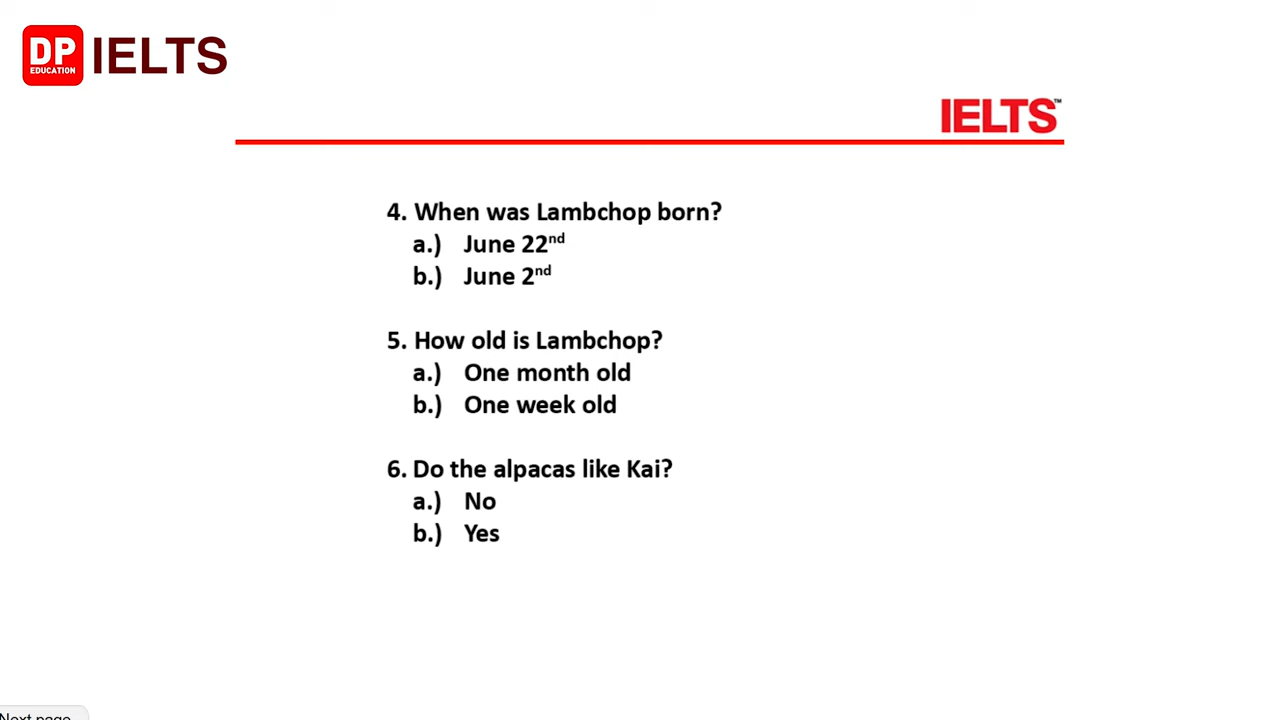 DP
EDUCATION
IELTS
IELTS™
4. When was Lambchop born?
a.) June 22nd
b.) June 2nd
5. How old is Lambchop?
a.) One month old
b.) One week old
6. Do the alpacas like Kai?
a.) No
b.) Yes
Next page